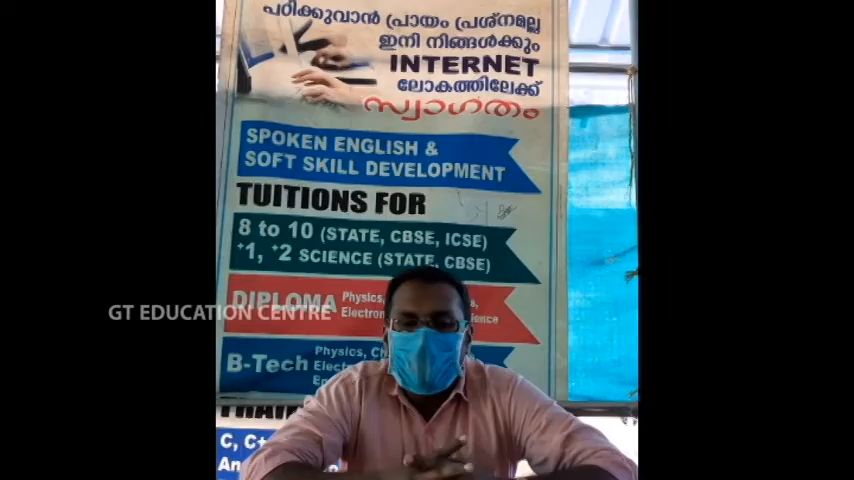 പഠിക്കുവാൻ പ്രായം പ്രശ്നമല്ല
ഇനി നിങ്ങൾക്കും
INTERNET
ലോകത്തിലേക്ക്
സ്വാഗതം
SPOKEN ENGLISH &
SOFT SKILL DEVELOPMENT
TUITIONS FOR
8 to 10 (STATE, CBSE, ICSE)
+1, +2 SCIENCE (STATE, CBSE)
DIPLOMA Physics,
GT EDUCATION CENTRE
B-Tech Physics,
C,